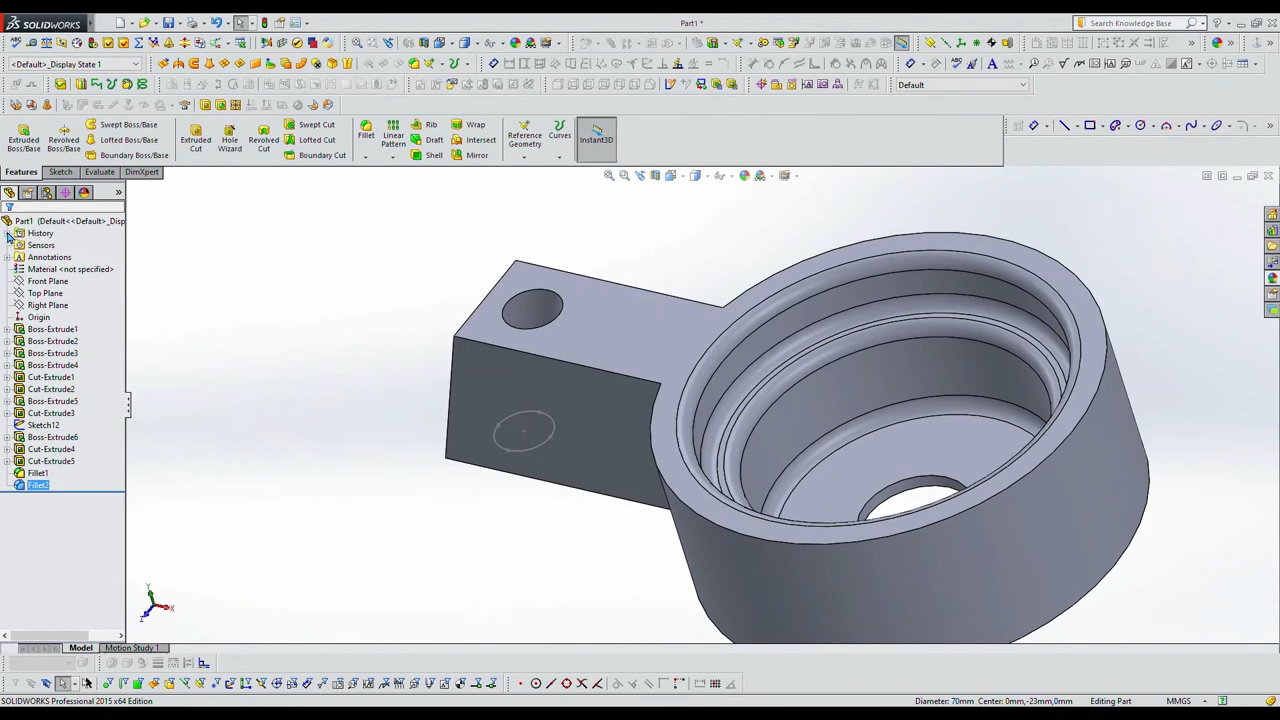 SOLIDWORKS
Part1 *
Search Knowledge Base
<Default>_Display State 1
Default
Extruded Boss/Base
Revolved Boss/Base
Swept Boss/Base
Lofted Boss/Base
Boundary Boss/Base
Extruded Cut
Hole Wizard
Revolved Cut
Swept Cut
Lofted Cut
Boundary Cut
Fillet
Linear Pattern
Rib
Draft
Shell
Wrap
Intersect
Mirror
Reference Geometry
Curves
Instant3D
Features
Sketch
Evaluate
DimXpert
Part1 (Default<<Default>_Disp
History
Sensors
Annotations
Material <not specified>
Front Plane
Top Plane
Right Plane
Origin
Boss-Extrude1
Boss-Extrude2
Boss-Extrude3
Boss-Extrude4
Cut-Extrude1
Cut-Extrude2
Boss-Extrude5
Cut-Extrude3
Sketch12
Boss-Extrude6
Cut-Extrude4
Cut-Extrude5
Fillet1
Fillet2
Y
X
Z
Model
Motion Study 1
SOLIDWORKS Professional 2015 x64 Edition
Diameter: 70mm Center: 0mm,-23mm,0mm
Editing Part
MMGS